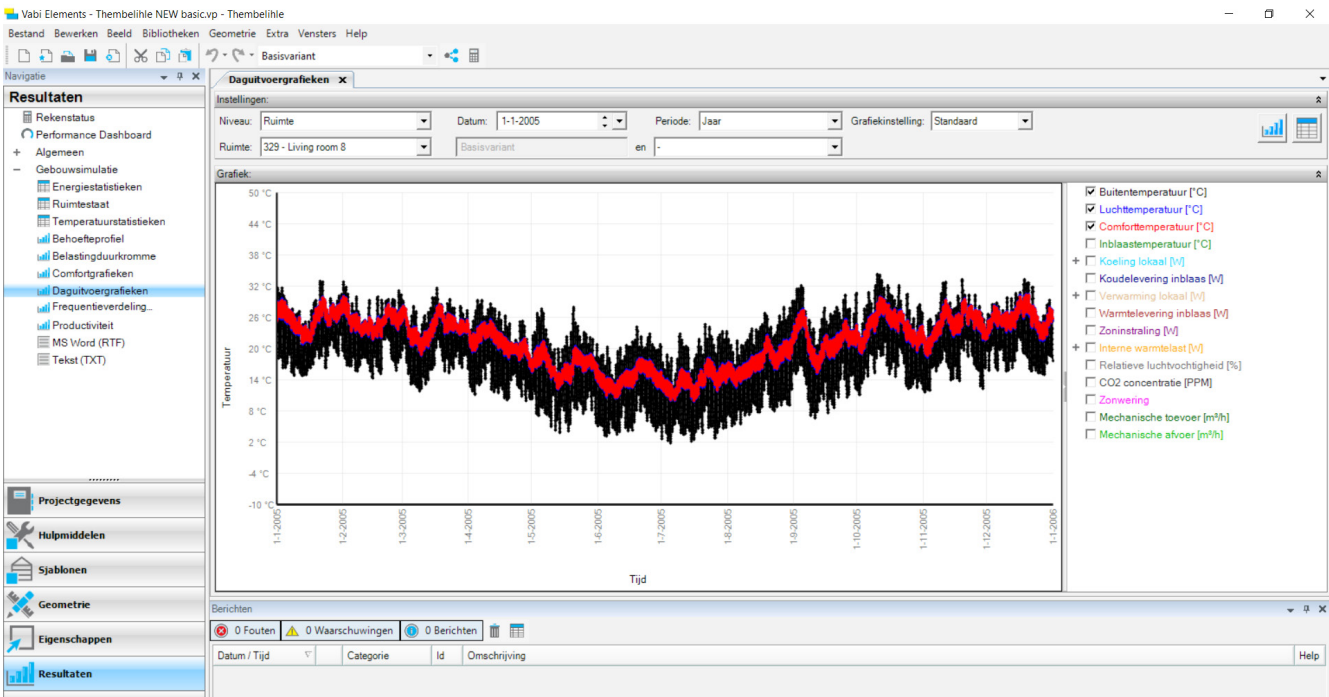 Vabi Elements - Thembelihle NEW basic.vp - Thembelihle
Bestand Bewerken Beeld Bibliotheken Geometrie Extra Vensters Help
Basisvariant
Navigatie
Resultaten
Rekenstatus
Performance Dashboard
+ Algemeen
− Gebouwsimulatie
Energiestatistieken
Ruimtestaat
Temperatuurstatistieken
Behoefteprofiel
Belastingduurkromme
Comfortgrafieken
Daguitvoergrafieken
Frequentieverdeling...
Productiviteit
MS Word (RTF)
Tekst (TXT)
Projectgegevens
Hulpmiddelen
Sjablonen
Geometrie
Eigenschappen
Resultaten
Daguitvoergrafieken
Instellingen:
Niveau: Ruimte Datum: 1-1-2005 Periode: Jaar Grafiekinstelling: Standaard
Ruimte: 329 - Living room 8 Basisvariant en -
Grafiek:
50 °C
44 °C
38 °C
32 °C
26 °C
20 °C
14 °C
8 °C
2 °C
-4 °C
-10 °C
Temperatuur
1-1-2005 1-2-2005 1-3-2005 1-4-2005 1-5-2005 1-6-2005 1-7-2005 1-8-2005 1-9-2005 1-10-2005 1-11-2005 1-12-2005 1-1-2006
Tijd
Buitentemperatuur [°C]
Luchttemperatuur [°C]
Comforttemperatuur [°C]
Inblaastemperatuur [°C]
+ Koeling lokaal [W]
Koudelevering inblaas [W]
+ Verwarming lokaal [W]
Warmtelevering inblaas [W]
Zoninstraling [W]
+ Interne warmtelast [W]
Relatieve luchtvochtigheid [%]
CO2 concentratie [PPM]
Zonwering
Mechanische toevoer [m³/h]
Mechanische afvoer [m³/h]
Berichten
0 Fouten 0 Waarschuwingen 0 Berichten
Datum / Tijd Categorie Id Omschrijving Help